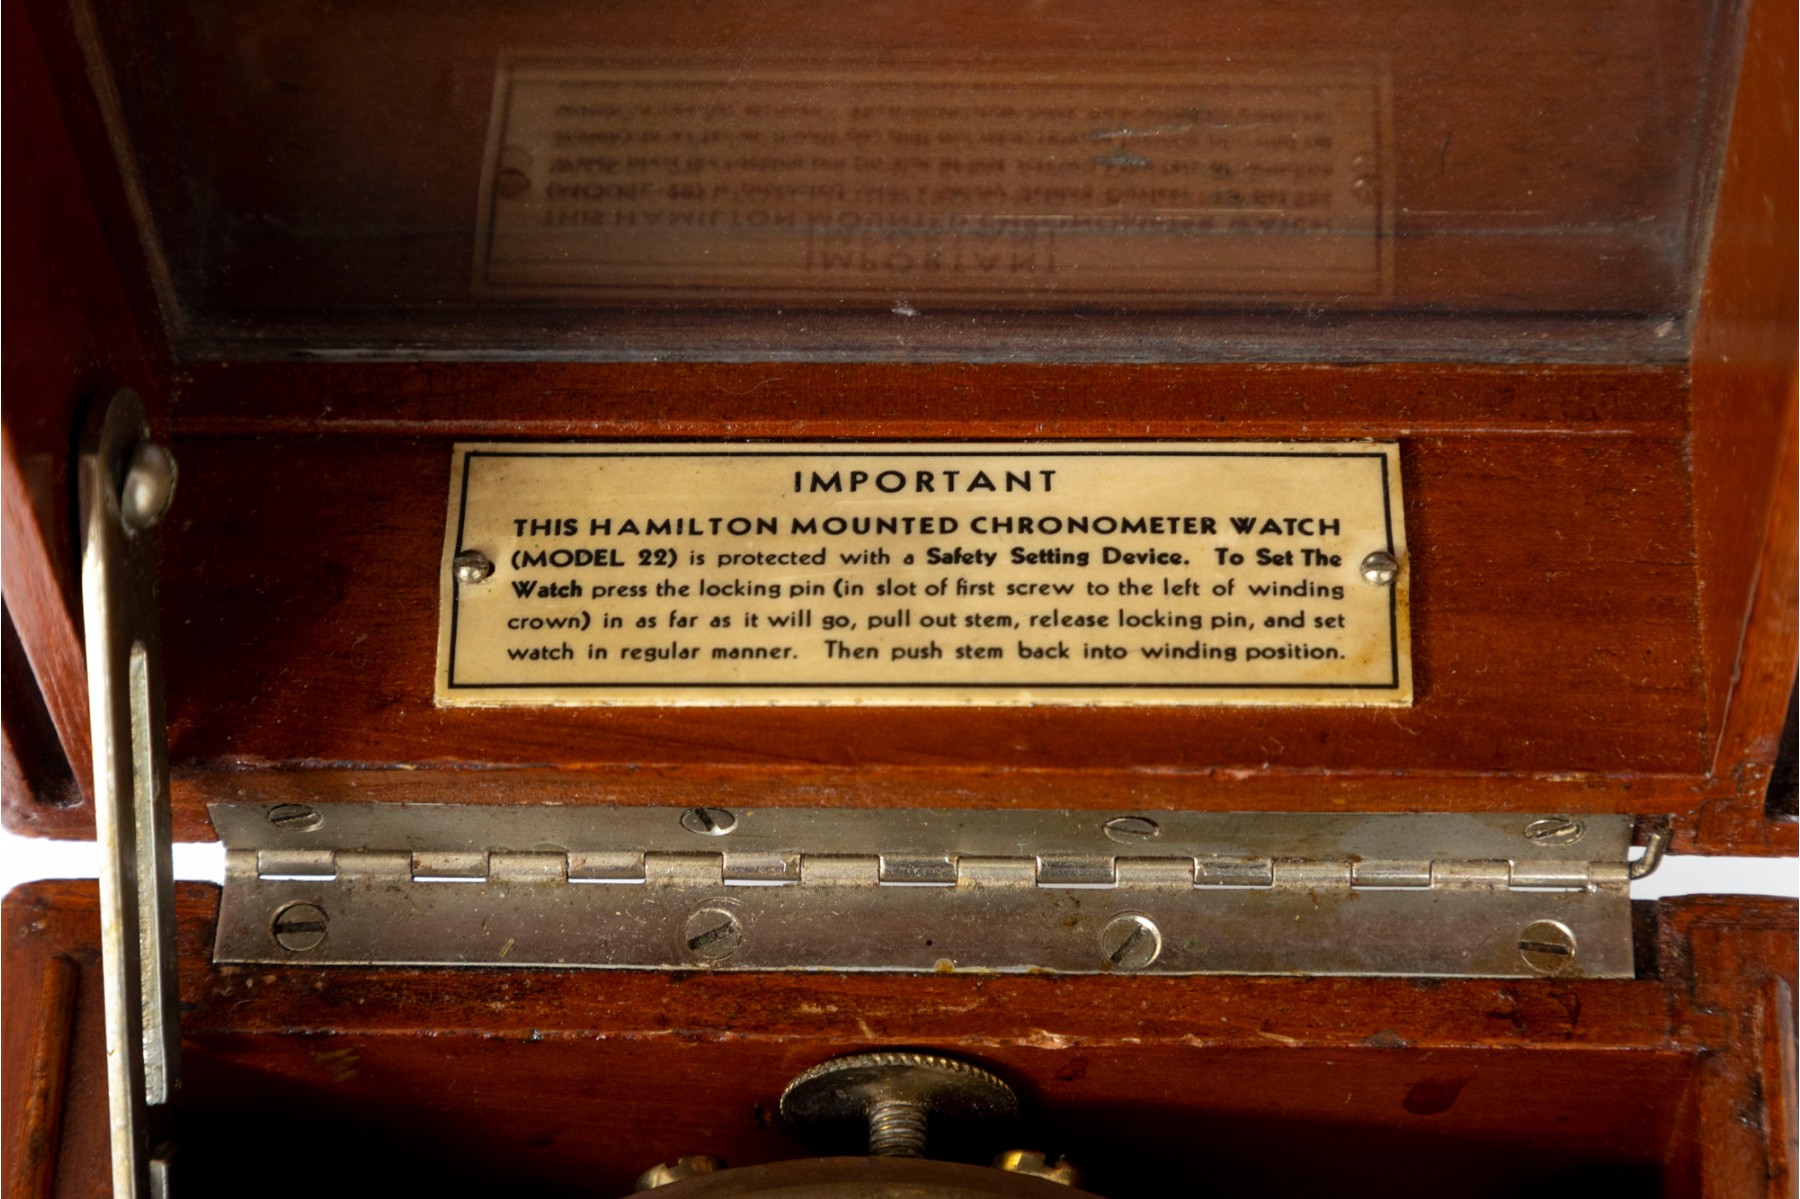 IMPORTANT
THIS HAMILTON MOUNTED CHRONOMETER WATCH
(MODEL 22) is protected with a Safety Setting Device. To Set The
Watch press the locking pin (in slot of first screw to the left of winding
crown) in as far as it will go, pull out stem, release locking pin, and set
watch in regular manner. Then push stem back into winding position.